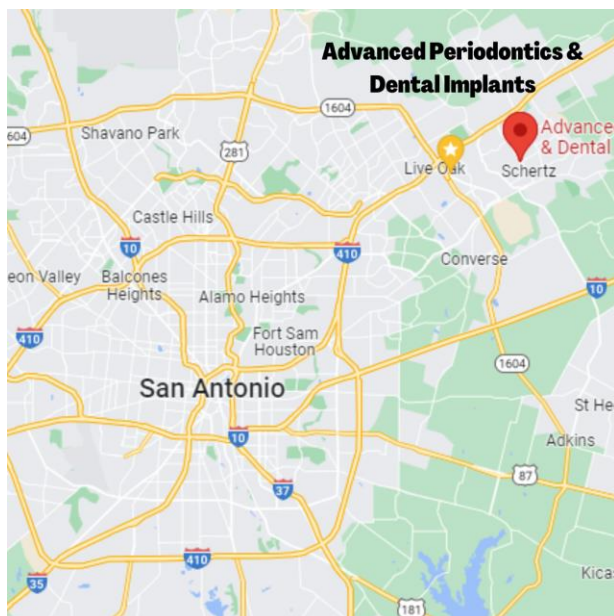 Advanced Periodontics &
Dental Implants
1604
604
Shavano Park
281
Advance
& Dental
Live Oak
Schertz
Castle Hills
10
410
Converse
eon Valley
Balcones
Heights
10
Alamo Heights
410
Fort Sam
Houston
1604
San Antonio
St He
10
Adkins
87
37
410
35
Kicas
181